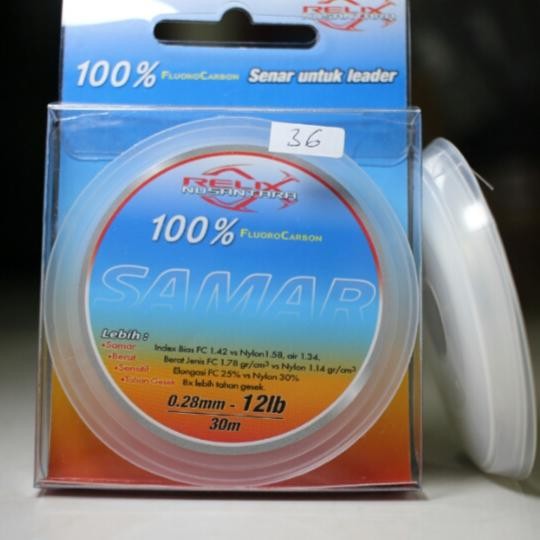 RELIX
NUSANTARA
100% FLUOROCARBON Senar untuk leader
36
RELIX
NUSANTARA
100% FLUOROCARBON
SAMAR
Lebih :
•Samar
•Berat
•Sensitif
•Tahan Gesek
Index Bias FC 1.42 vs Nylon1.58, air 1.34.
Berat Jenis FC 1.78 gr/cm³ vs Nylon 1.14 gr/cm³
Elongasi FC 25% vs Nylon 30%
8x lebih tahan gesek.
0.28mm - 12lb
30m